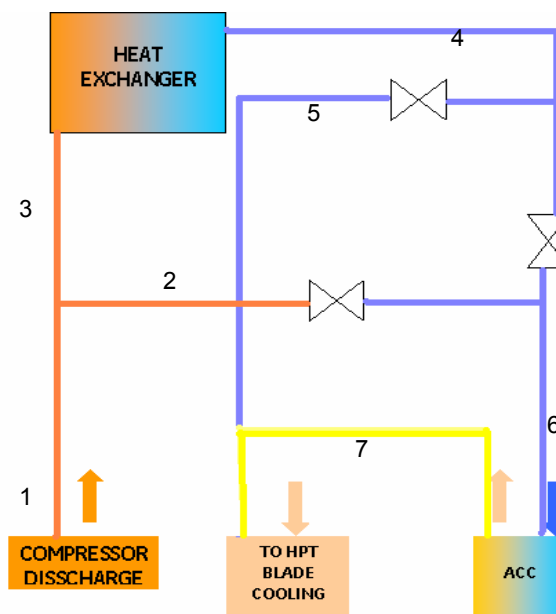 HEAT
EXCHANGER
4
5
3
2
6
7
1
COMPRESSOR
DISSCHARGE
TO HPT
BLADE
COOLING
ACC